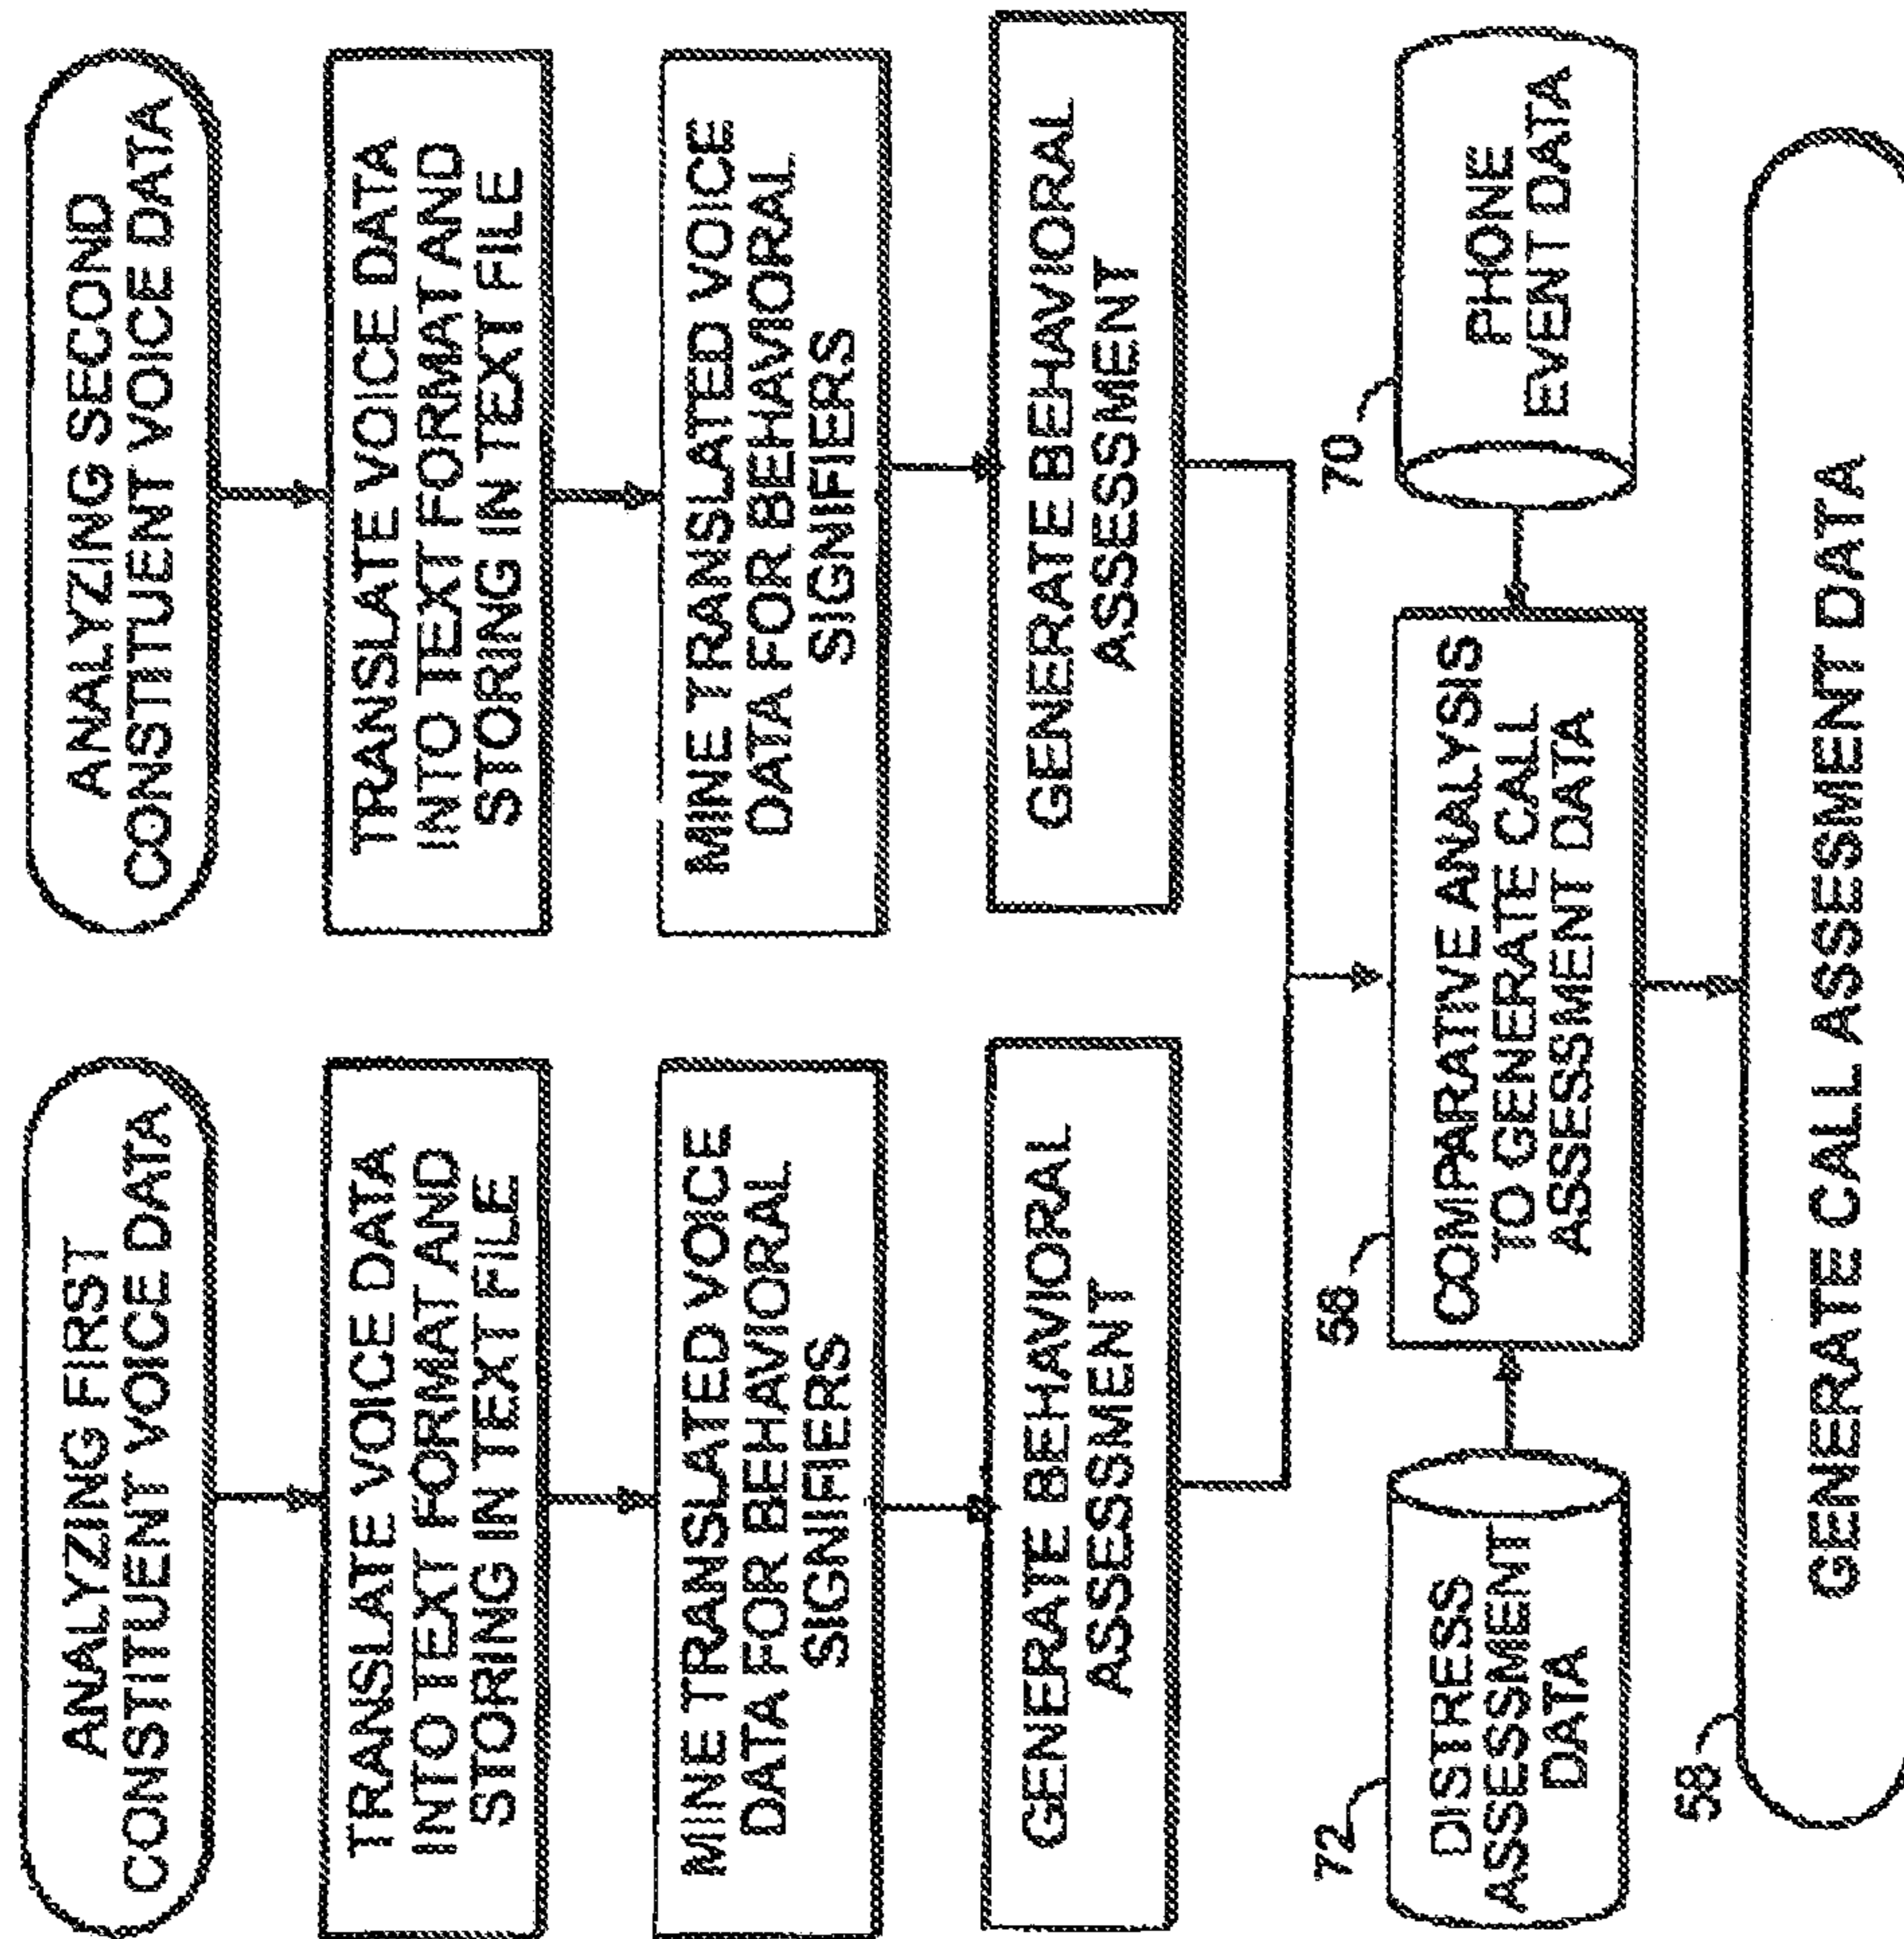 ANALYZING FIRST
CONSTITUENT VOICE DATA
TRANSLATE VOICE DATA
INTO TEXT FORMAT AND
STORING IN TEXT FILE
MINE TRANSLATED VOICE
DATA FOR BEHAVIORAL
SIGNIFIERS
GENERATE BEHAVIORAL
ASSESSMENT
ANALYZING SECOND
CONSTITUENT VOICE DATA
TRANSLATE VOICE DATA
INTO TEXT FORMAT AND
STORING IN TEXT FILE
MINE TRANSLATED VOICE
DATA FOR BEHAVIORAL
SIGNIFIERS
GENERATE BEHAVIORAL
ASSESSMENT
72
DISTRESS
ASSESSMENT
DATA
58
COMPARATIVE ANALYSIS
TO GENERATE CALL
ASSESSMENT DATA
70
PHONE
EVENT DATA
58
GENERATE CALL ASSESMENT DATA